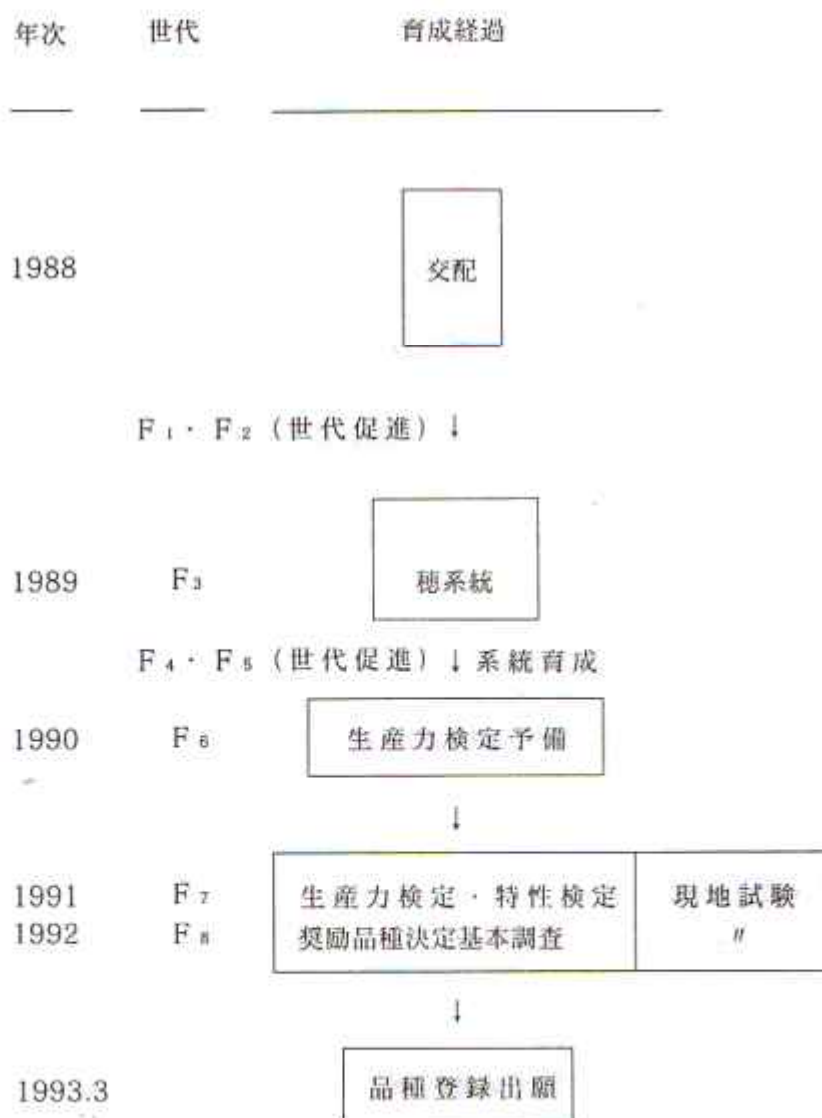 年次 世代 育成経過
1988 交配
F₁・F₂(世代促進)↓
1989 F₃ 穂系統
F₄・F₅(世代促進)↓系統育成
1990 F₆ 生産力検定予備
↓
1991 F₇ 生産力検定・特性検定 現地試験
1992 F₈ 奨励品種決定基本調査 〃
↓
1993.3 品種登録出願